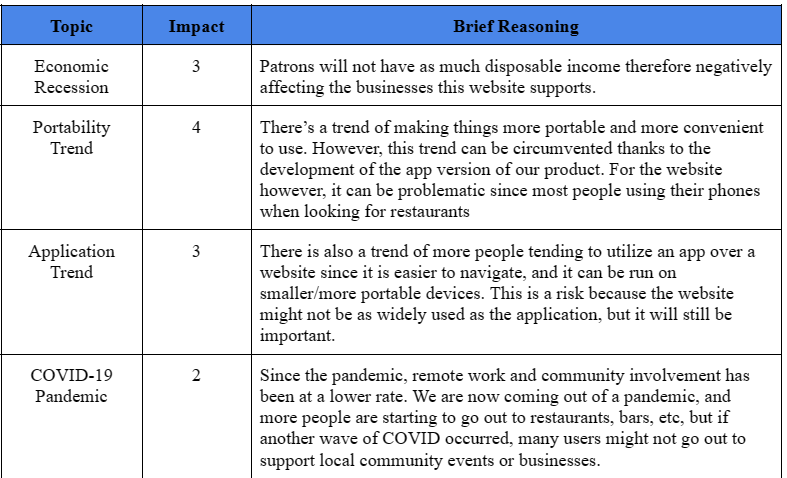 Topic Impact Brief Reasoning
Economic Recession 3 Patrons will not have as much disposable income therefore negatively
affecting the businesses this website supports.
Portability Trend 4 There's a trend of making things more portable and more convenient
to use. However, this trend can be circumvented thanks to the
development of the app version of our product. For the website
however, it can be problematic since most people using their phones
when looking for restaurants
Application Trend 3 There is also a trend of more people tending to utilize an app over a
website since it is easier to navigate, and it can be run on
smaller/more portable devices. This is a risk because the website
might not be as widely used as the application, but it will still be
important.
COVID-19 Pandemic 2 Since the pandemic, remote work and community involvement has
been at a lower rate. We are now coming out of a pandemic, and
more people are starting to go out to restaurants, bars, etc, but if
another wave of COVID occurred, many users might not go out to
support local community events or businesses.